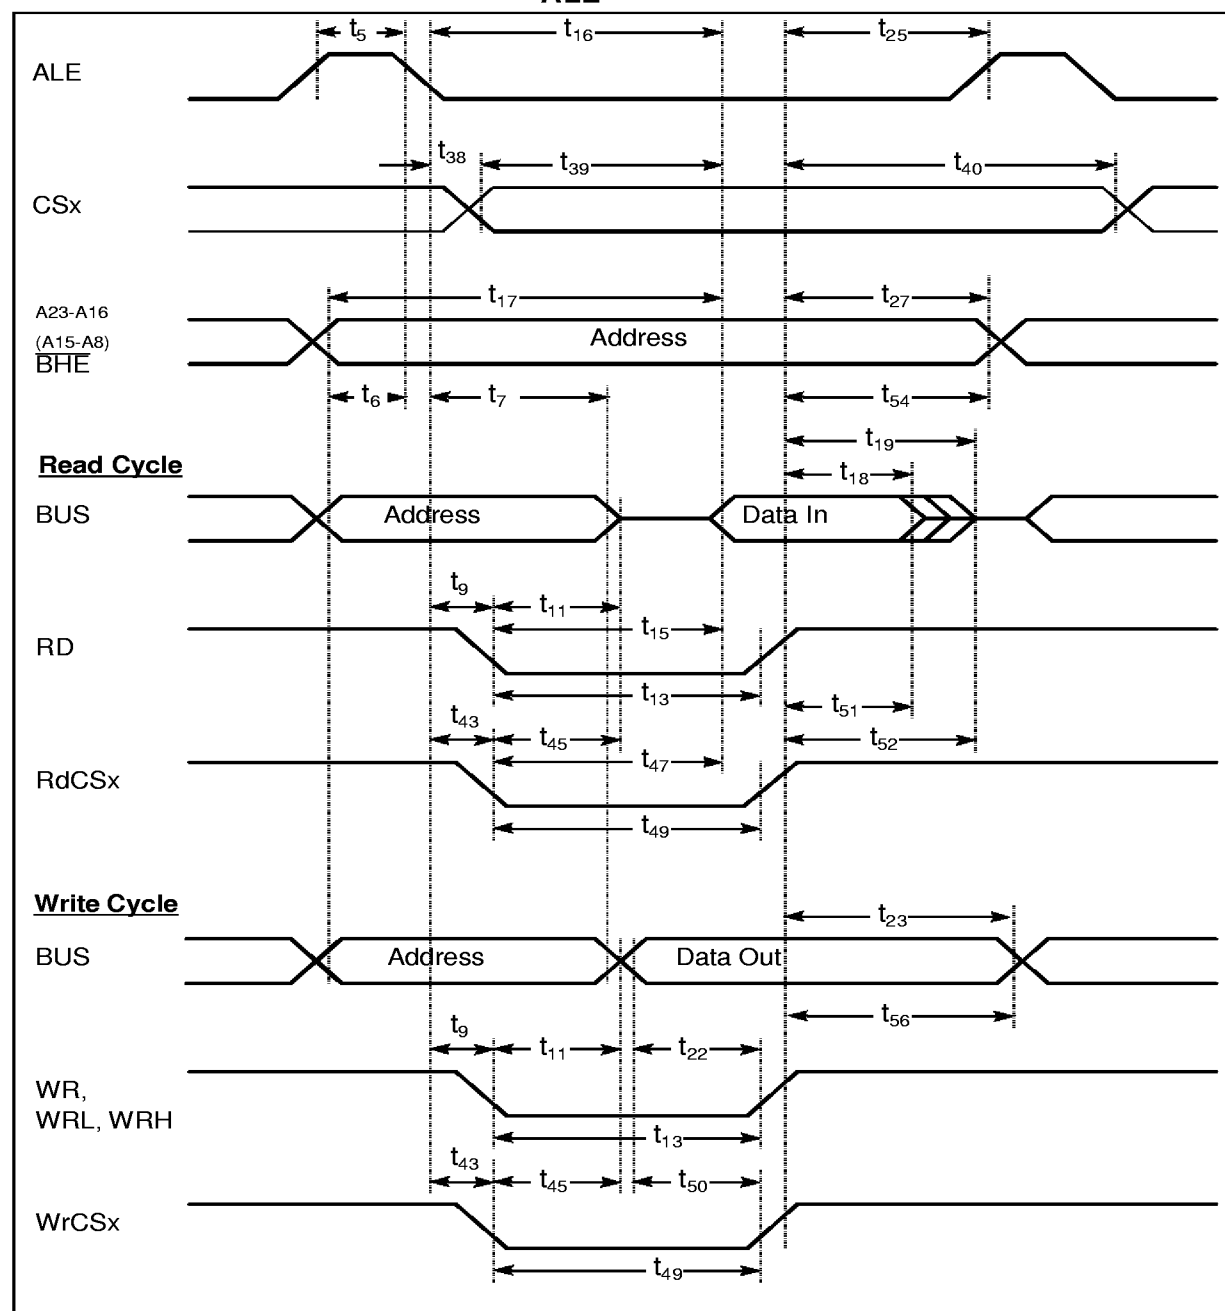 t5 t16 t25
ALE
t38 t39 t40
CSx
t17 t27
A23-A16
(A15-A8)
BHE
Address
t6 t7 t54
t19
Read Cycle
t18
BUS Address Data In
t9 t11
t15
RD
t13
t51
t43 t45 t52
t47
RdCSx
t49
Write Cycle
t23
BUS Address Data Out
t56
t9 t11 t22
WR,
WRL, WRH
t13
t43 t45 t50
WrCSx
t49